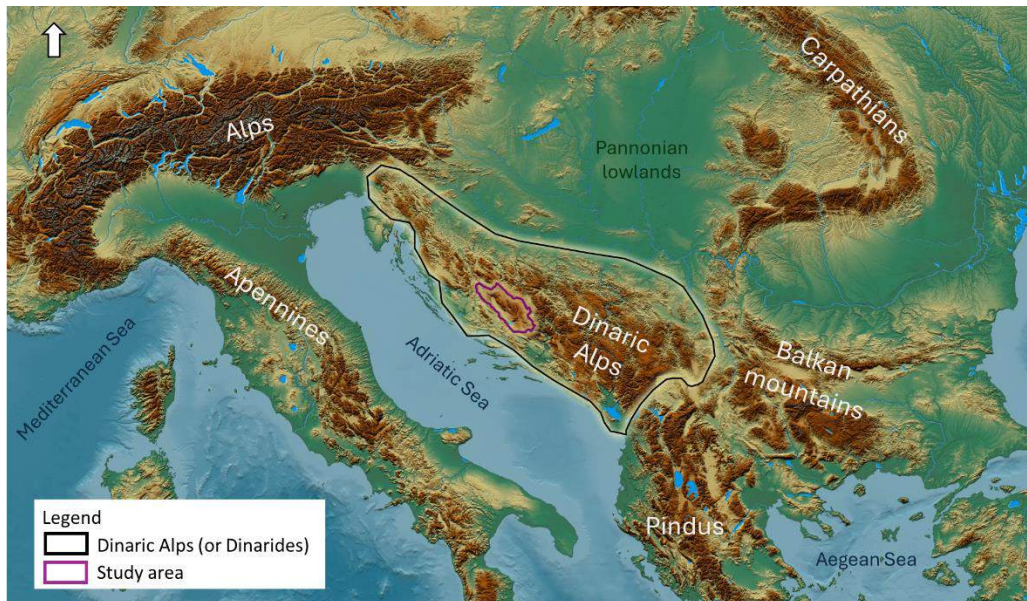 Carpathians
Alps
Pannonian
lowlands
Apennines
Dinaric
Alps
Adriatic Sea
Mediterranean Sea
Balkan
mountains
Pindus
Aegean Sea
Legend
Dinaric Alps (or Dinarides)
Study area